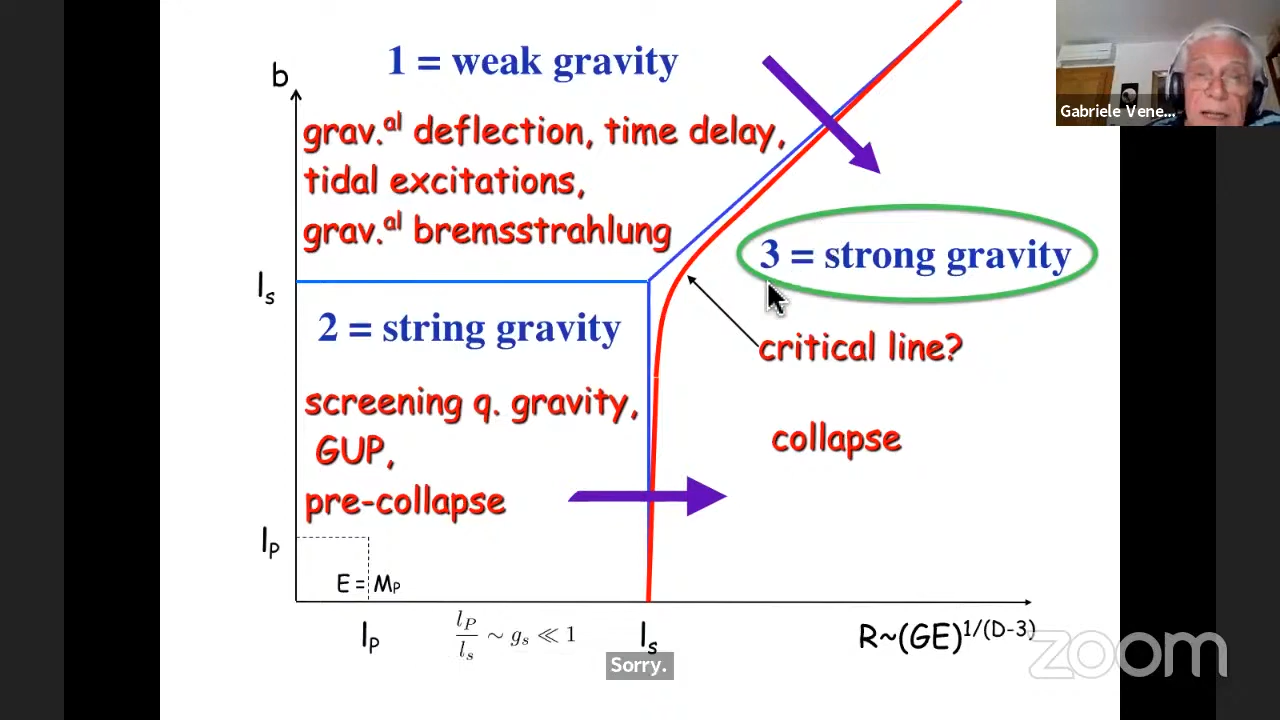 1 = weak gravity
b
grav.al deflection, time delay,
tidal excitations,
grav.al bremsstrahlung
Gabriele Vene...
3 = strong gravity
ls
2 = string gravity
critical line?
screening q. gravity,
GUP,
pre-collapse
collapse
lP
E = MP
lP
lP/ls ~ gs ≪ 1
ls
R~(GE)1/(D-3)
Sorry.
zoom